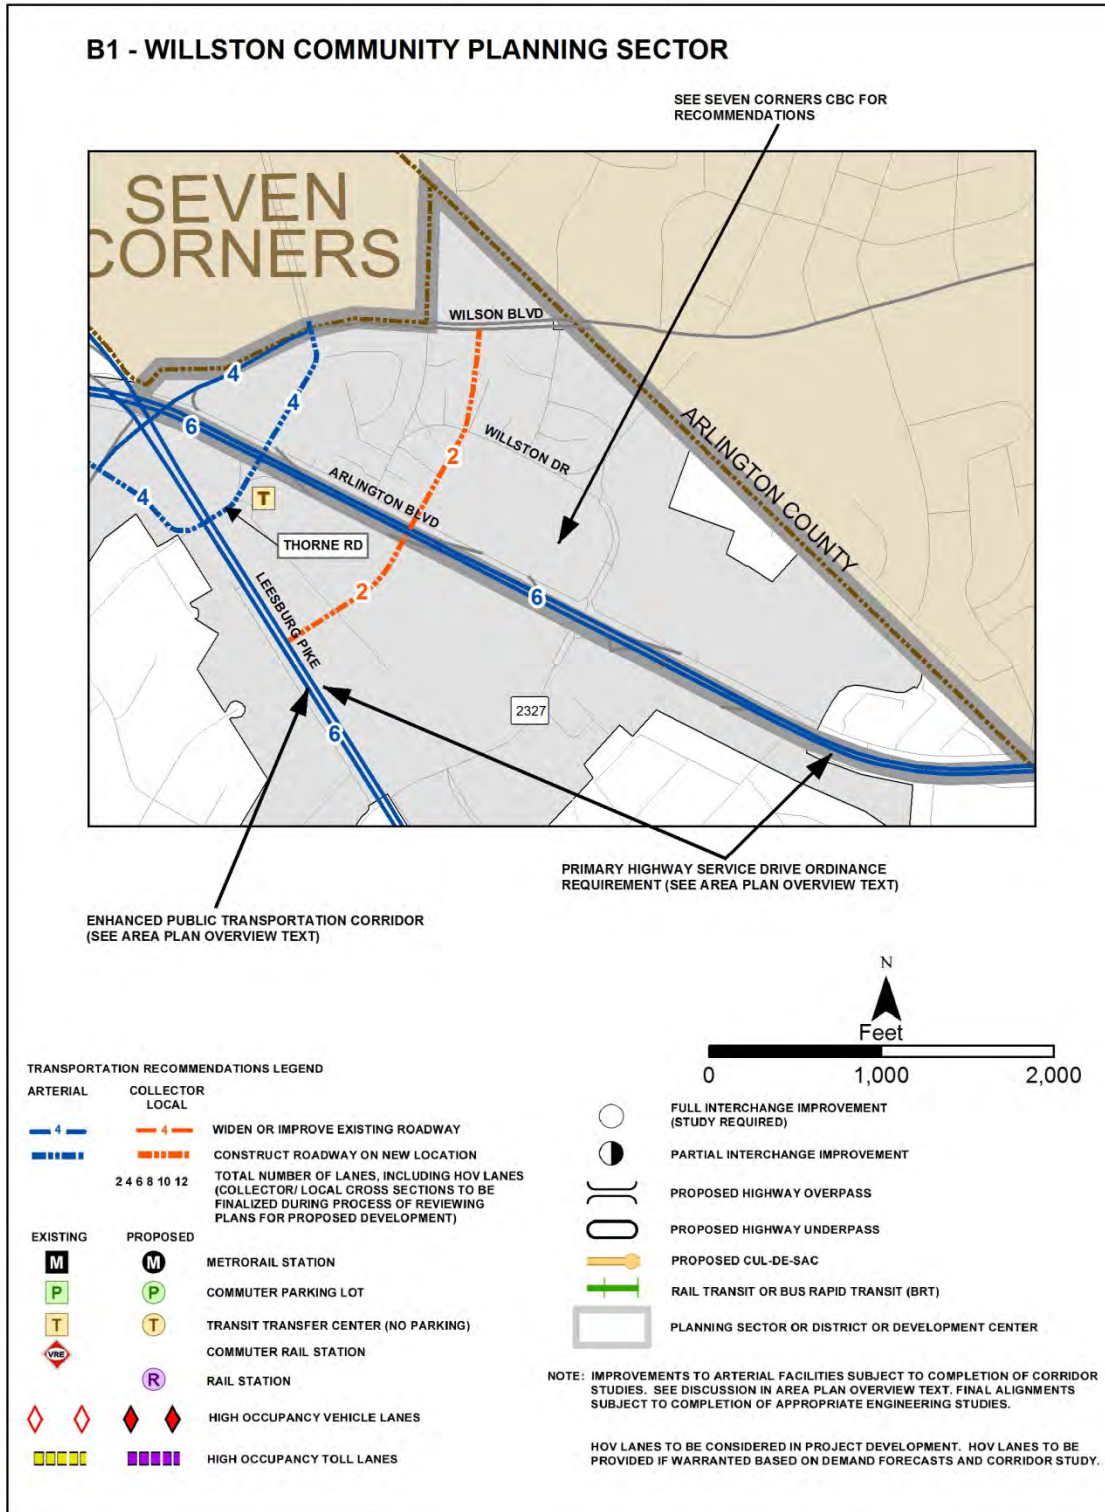 B1 - WILLSTON COMMUNITY PLANNING SECTOR
SEE SEVEN CORNERS CBC FOR
RECOMMENDATIONS
SEVEN
CORNERS
WILSON BLVD
4
4
6
WILLSTON DR
2
ARLINGTON BLVD
ARLINGTON COUNTY
4
T
THORNE RD
LEESBURG PIKE
2
6
2327
6
PRIMARY HIGHWAY SERVICE DRIVE ORDINANCE
REQUIREMENT (SEE AREA PLAN OVERVIEW TEXT)
ENHANCED PUBLIC TRANSPORTATION CORRIDOR
(SEE AREA PLAN OVERVIEW TEXT)
N
Feet
0 1,000 2,000
TRANSPORTATION RECOMMENDATIONS LEGEND
ARTERIAL COLLECTOR
LOCAL
4 4 WIDEN OR IMPROVE EXISTING ROADWAY
CONSTRUCT ROADWAY ON NEW LOCATION
2 4 6 8 10 12 TOTAL NUMBER OF LANES, INCLUDING HOV LANES
(COLLECTOR/ LOCAL CROSS SECTIONS TO BE
FINALIZED DURING PROCESS OF REVIEWING
PLANS FOR PROPOSED DEVELOPMENT)
EXISTING PROPOSED
M M METRORAIL STATION
P P COMMUTER PARKING LOT
T T TRANSIT TRANSFER CENTER (NO PARKING)
VRE COMMUTER RAIL STATION
R RAIL STATION
HIGH OCCUPANCY VEHICLE LANES
HIGH OCCUPANCY TOLL LANES
FULL INTERCHANGE IMPROVEMENT
(STUDY REQUIRED)
PARTIAL INTERCHANGE IMPROVEMENT
PROPOSED HIGHWAY OVERPASS
PROPOSED HIGHWAY UNDERPASS
PROPOSED CUL-DE-SAC
RAIL TRANSIT OR BUS RAPID TRANSIT (BRT)
PLANNING SECTOR OR DISTRICT OR DEVELOPMENT CENTER
NOTE: IMPROVEMENTS TO ARTERIAL FACILITIES SUBJECT TO COMPLETION OF CORRIDOR
STUDIES. SEE DISCUSSION IN AREA PLAN OVERVIEW TEXT. FINAL ALIGNMENTS
SUBJECT TO COMPLETION OF APPROPRIATE ENGINEERING STUDIES.
HOV LANES TO BE CONSIDERED IN PROJECT DEVELOPMENT. HOV LANES TO BE
PROVIDED IF WARRANTED BASED ON DEMAND FORECASTS AND CORRIDOR STUDY.